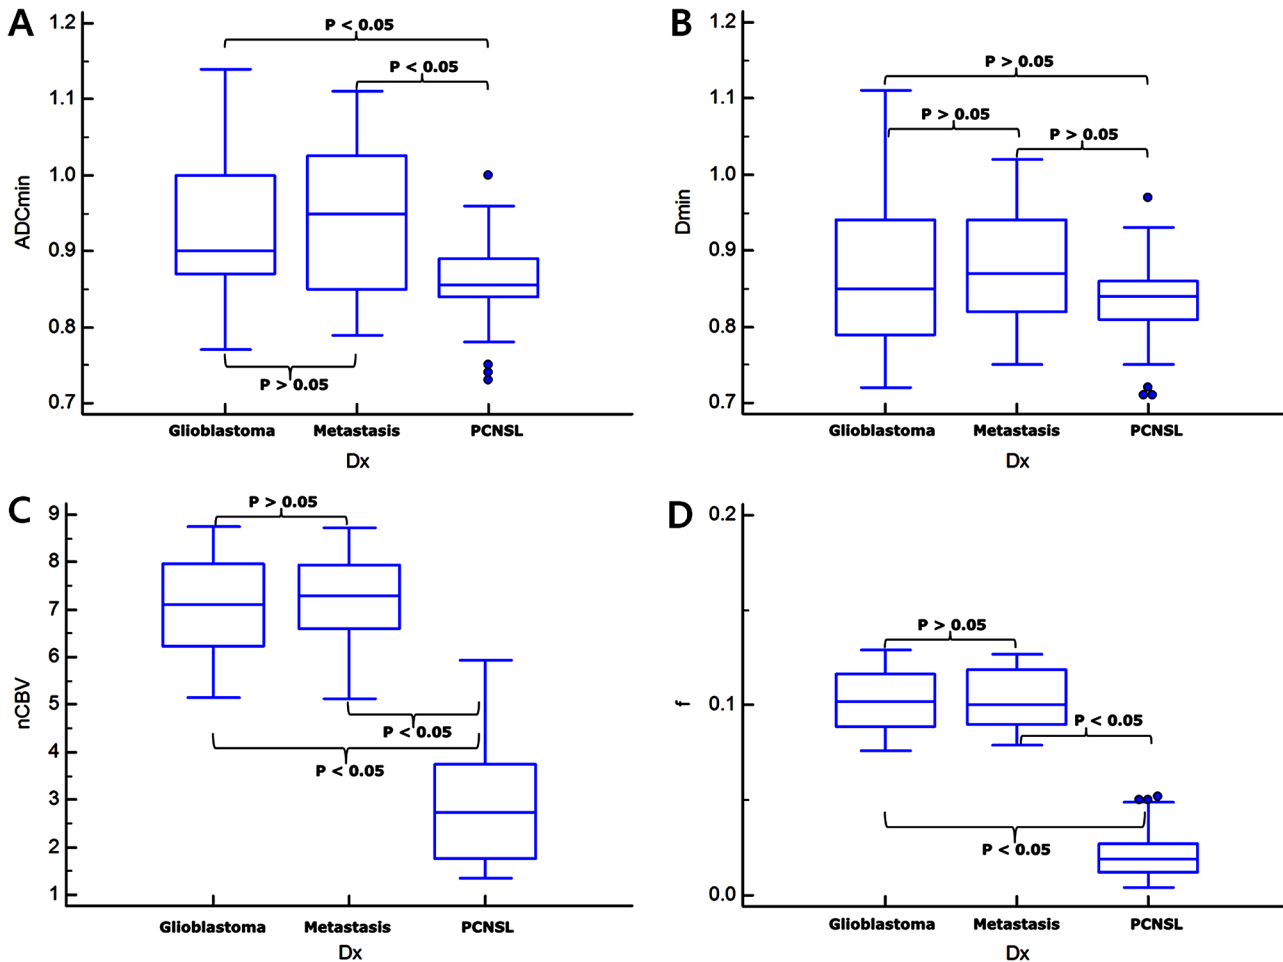 A
P < 0.05
P < 0.05
1.2
1.1
1.0
0.9
0.8
0.7
ADCmin
P > 0.05
Glioblastoma Metastasis PCNSL
Dx
B
P > 0.05
P > 0.05
P > 0.05
1.2
1.1
1.0
0.9
0.8
0.7
Dmin
Glioblastoma Metastasis PCNSL
Dx
C
P > 0.05
9
8
7
6
5
4
3
2
1
nCBV
P < 0.05
P < 0.05
Glioblastoma Metastasis PCNSL
Dx
D
0.2
0.1
0.0
f
P > 0.05
P < 0.05
P < 0.05
Glioblastoma Metastasis PCNSL
Dx